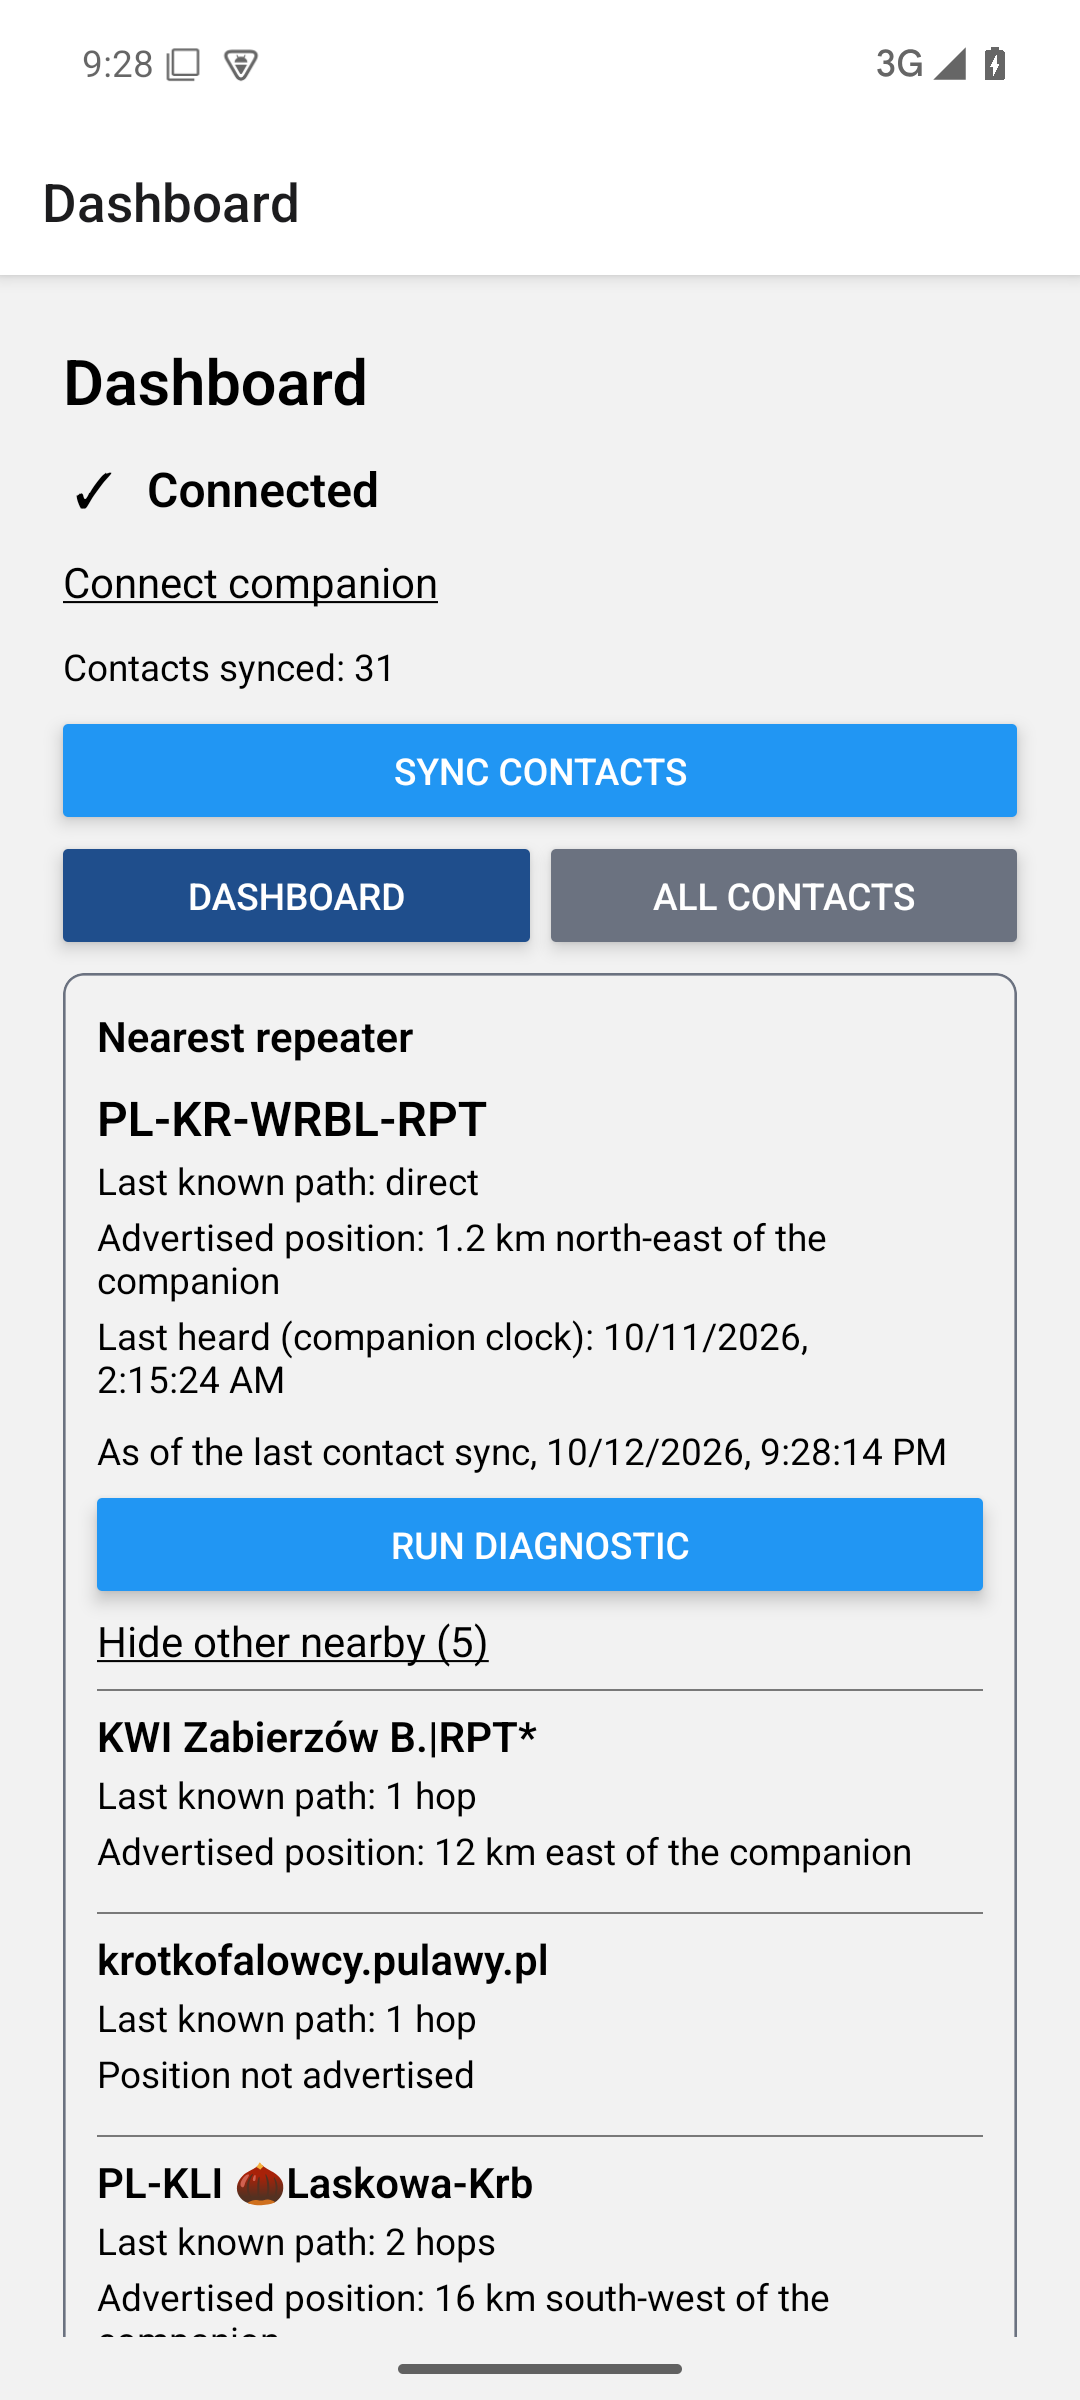 9:28
3G
Dashboard
Dashboard
✓ Connected
Connect companion
Contacts synced: 31
SYNC CONTACTS
DASHBOARD
ALL CONTACTS
Nearest repeater
PL-KR-WRBL-RPT
Last known path: direct
Advertised position: 1.2 km north-east of the
companion
Last heard (companion clock): 10/11/2026,
2:15:24 AM
As of the last contact sync, 10/12/2026, 9:28:14 PM
RUN DIAGNOSTIC
Hide other nearby (5)
KWI Zabierzów B.|RPT*
Last known path: 1 hop
Advertised position: 12 km east of the companion
krotkofalowcy.pulawy.pl
Last known path: 1 hop
Position not advertised
PL-KLI 🌰Laskowa-Krb
Last known path: 2 hops
Advertised position: 16 km south-west of the